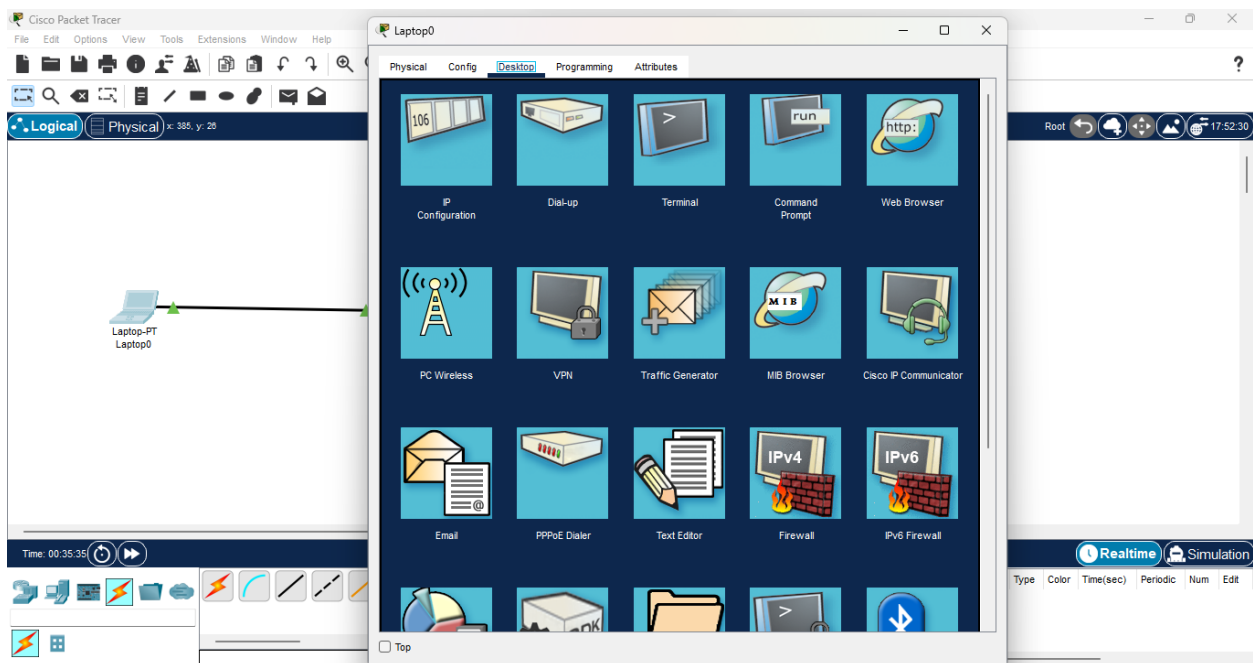 Cisco Packet Tracer
File Edit Options View Tools Extensions Window Help
Logical Physical x: 385, y: 26
Laptop-PT
Laptop0
Laptop0
Physical Config Desktop Programming Attributes
106
>
run
http:
IP
Configuration
Dial-up
Terminal
Command
Prompt
Web Browser
MIB
PC Wireless
VPN
Traffic Generator
MIB Browser
Cisco IP Communicator
@
IPv4
IPv6
Email
PPPoE Dialer
Text Editor
Firewall
IPv6 Firewall
>
Top
?
Root 17:52:30
Time: 00:35:35
Realtime Simulation
Type Color Time(sec) Periodic Num Edit